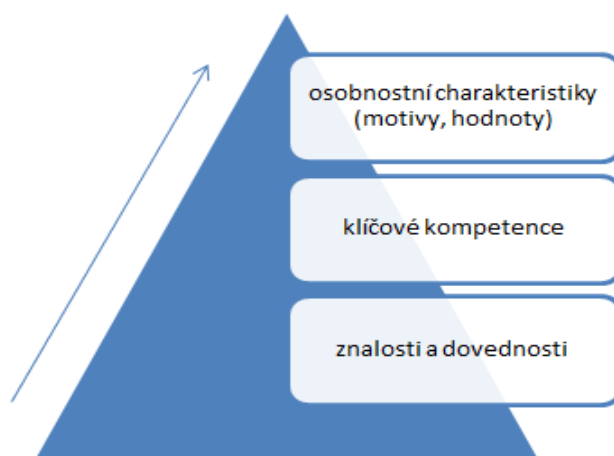 osobnostní charakteristiky
(motivy, hodnoty)
klíčové kompetence
znalosti a dovednosti